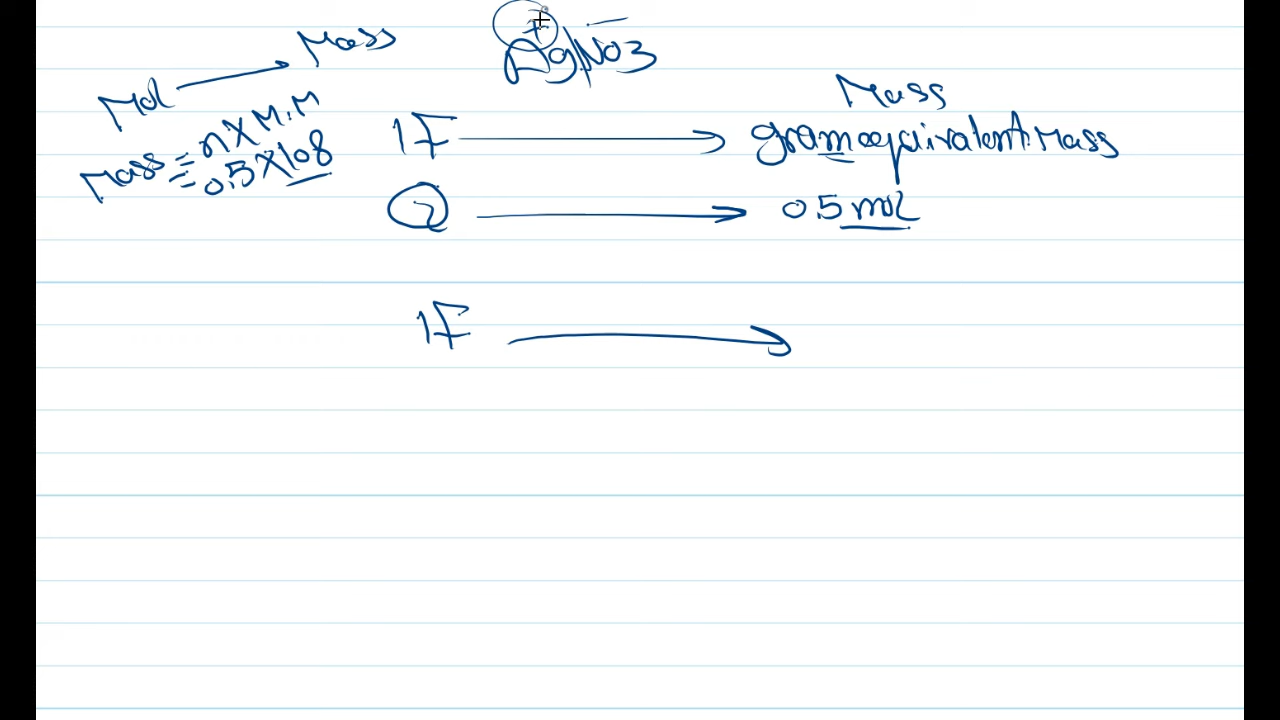 Mol → Mass
Mass = n × M.M
= 0.5 × 108
+ -
AgNO3
Mass
1F → gram equivalent Mass
Q → 0.5 mol
1F →